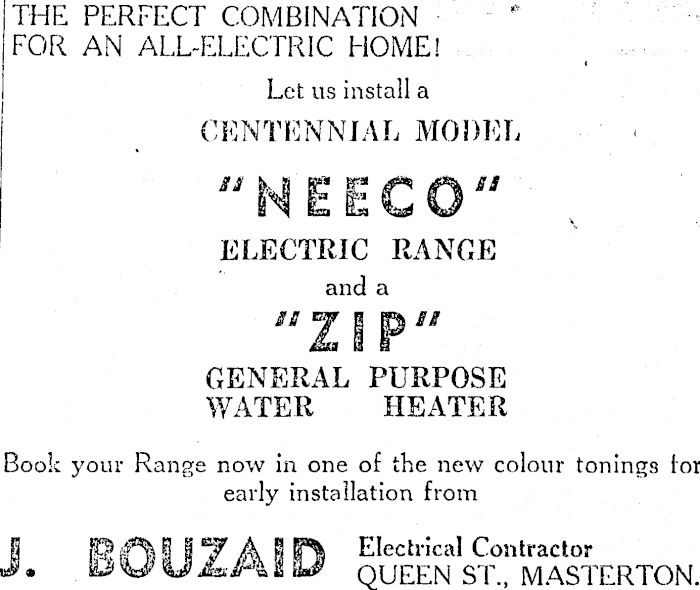 THE PERFECT COMBINATION
FOR AN ALL-ELECTRIC HOME!
Let us install a
CENTENNIAL MODEL
"NEECO"
ELECTRIC RANGE
and a
"ZIP"
GENERAL PURPOSE
WATER HEATER
Book your Range now in one of the new colour tonings for
early installation from
J. BOUZAID Electrical Contractor
QUEEN ST., MASTERTON.